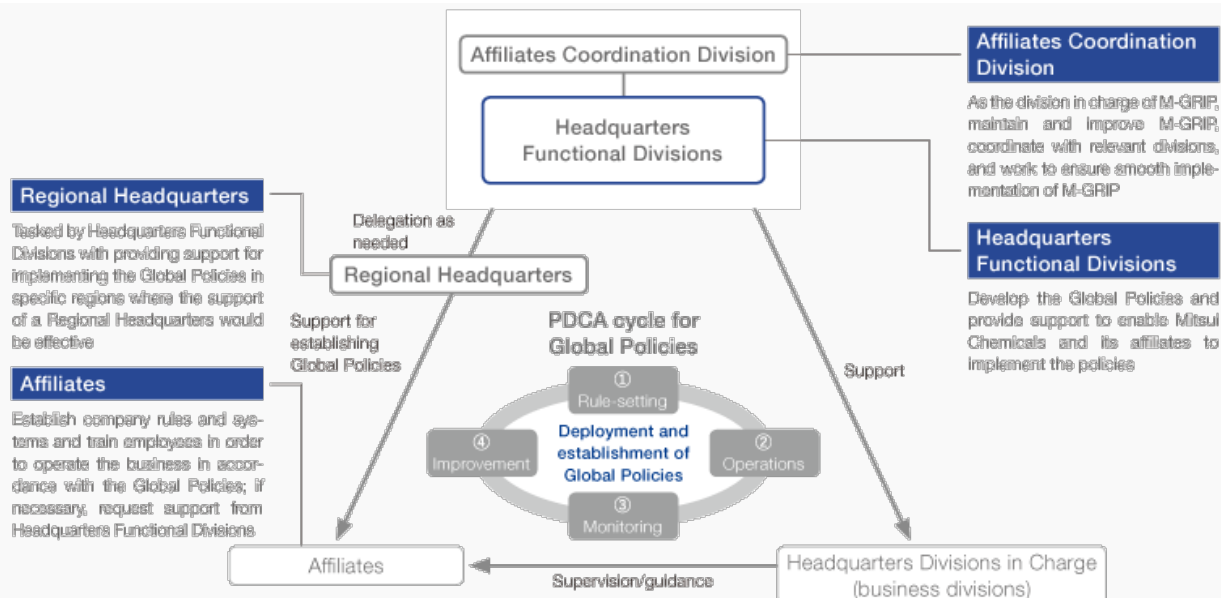 Affiliates Coordination Division
Headquarters
Functional Divisions
Affiliates Coordination
Division
As the division in charge of M-GRIP,
maintain and improve M-GRIP,
coordinate with relevant divisions,
and work to ensure smooth imple-
mentation of M-GRIP
Headquarters
Functional Divisions
Develop the Global Policies and
provide support to enable Mitsui
Chemicals and its affiliates to
implement the policies
Regional Headquarters
Tasked by Headquarters Functional
Divisions with providing support for
implementing the Global Policies in
specific regions where the support
of a Regional Headquarters would
be effective
Delegation as
needed
Regional Headquarters
Support for
establishing
Global Policies
Affiliates
Establish company rules and sys-
tems and train employees in order
to operate the business in accor-
dance with the Global Policies; if
necessary, request support from
Headquarters Functional Divisions
PDCA cycle for
Global Policies
①
Rule-setting
②
Operations
③
Monitoring
④
Improvement
Deployment and
establishment of
Global Policies
Support
Affiliates
Supervision/guidance
Headquarters Divisions in Charge
(business divisions)